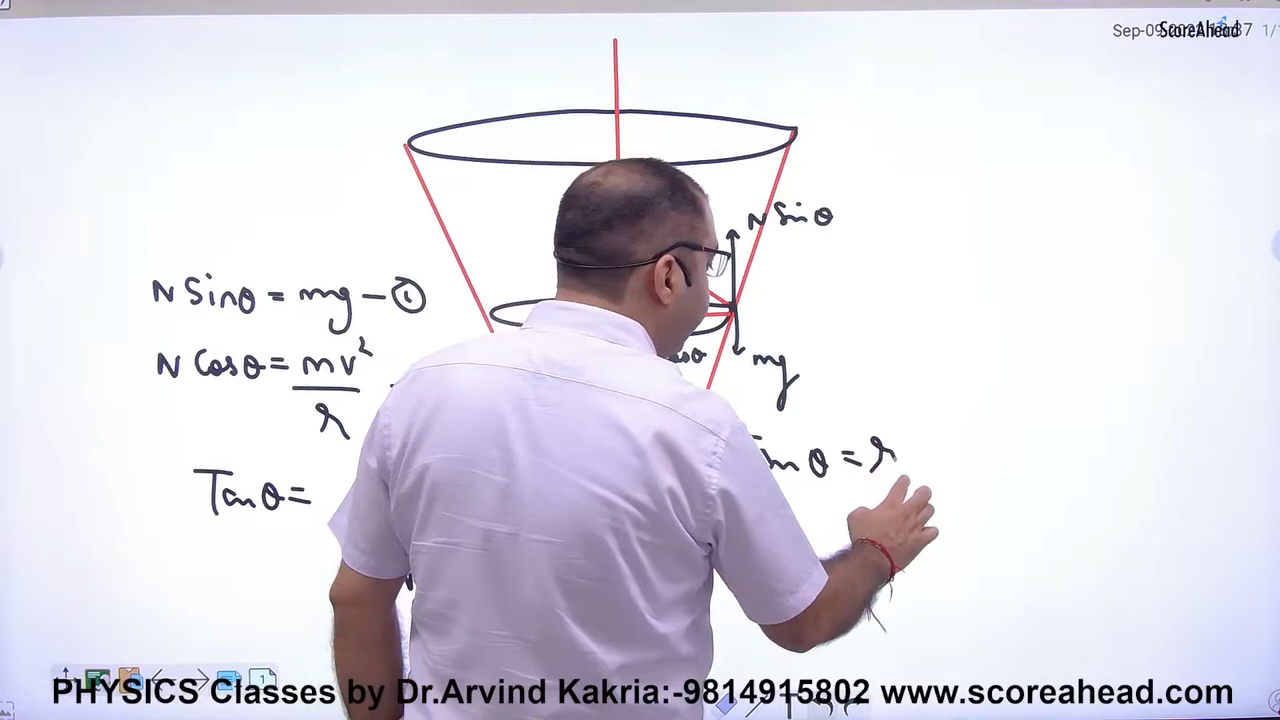 ScoreAhead
N Sinθ
N Sinθ = mg — ①
N Cosθ = mv²
r
mg
Tanθ =
θ = r
PHYSICS Classes by Dr.Arvind Kakria:-9814915802 www.scoreahead.com